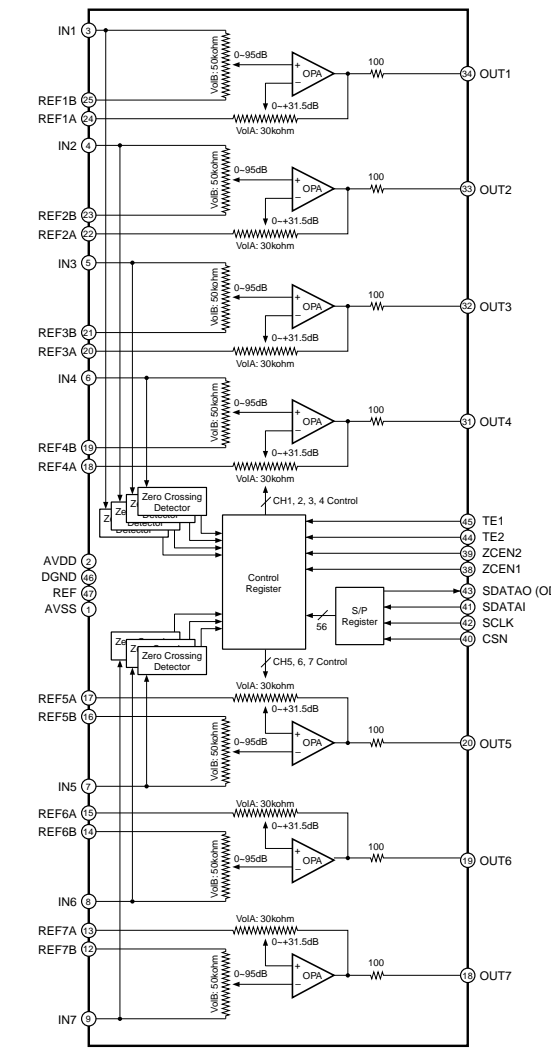 IN1 3
VolB: 50kohm
0~95dB
+
−
OPA
100
34 OUT1
0~+31.5dB
REF1B 25
REF1A 24
VolA: 30kohm
IN2 4
VolB: 50kohm
0~95dB
+
−
OPA
100
33 OUT2
0~+31.5dB
REF2B 23
REF2A 22
VolA: 30kohm
IN3 5
VolB: 50kohm
0~95dB
+
−
OPA
100
32 OUT3
0~+31.5dB
REF3B 21
REF3A 20
VolA: 30kohm
IN4 6
VolB: 50kohm
0~95dB
+
−
OPA
100
31 OUT4
0~+31.5dB
REF4B 19
REF4A 18
VolA: 30kohm
Zero Crossing
Detector
CH1, 2, 3, 4 Control
45 TE1
44 TE2
39 ZCEN2
38 ZCEN1
AVDD 2
DGND 46
REF 47
AVSS 1
Control
Register
56
S/P
Register
43 SDATAO (OD
41 SDATAI
42 SCLK
40 CSN
Zero Crossing
Detector
CH5, 6, 7 Control
REF5A 17
VolA: 30kohm
0~+31.5dB
REF5B 16
VolB: 50kohm
0~95dB
+
−
OPA
100
20 OUT5
IN5 7
REF6A 15
VolA: 30kohm
0~+31.5dB
REF6B 14
VolB: 50kohm
0~95dB
+
−
OPA
100
19 OUT6
IN6 8
REF7A 13
VolA: 30kohm
0~+31.5dB
REF7B 12
VolB: 50kohm
0~95dB
+
−
OPA
100
18 OUT7
IN7 9